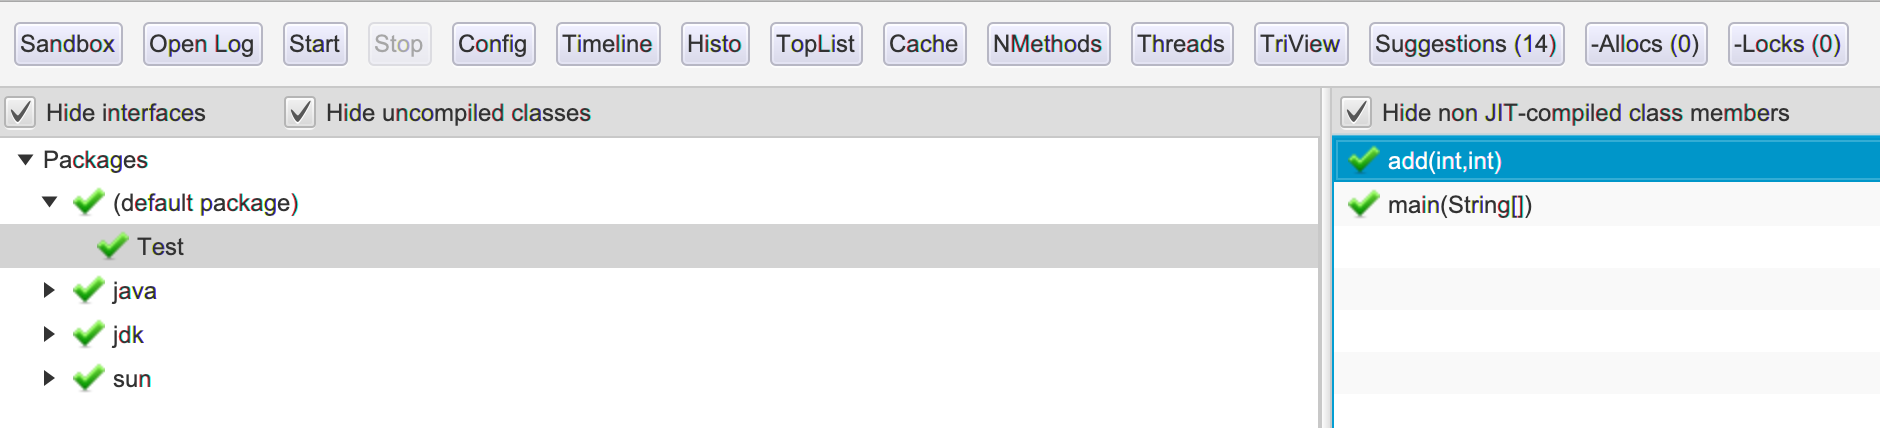 Sandbox Open Log Start Stop Config Timeline Histo TopList Cache NMethods Threads TriView Suggestions (14) -Allocs (0) -Locks (0)
Hide interfaces Hide uncompiled classes
Packages
(default package)
Test
java
jdk
sun
Hide non JIT-compiled class members
add(int,int)
main(String[])